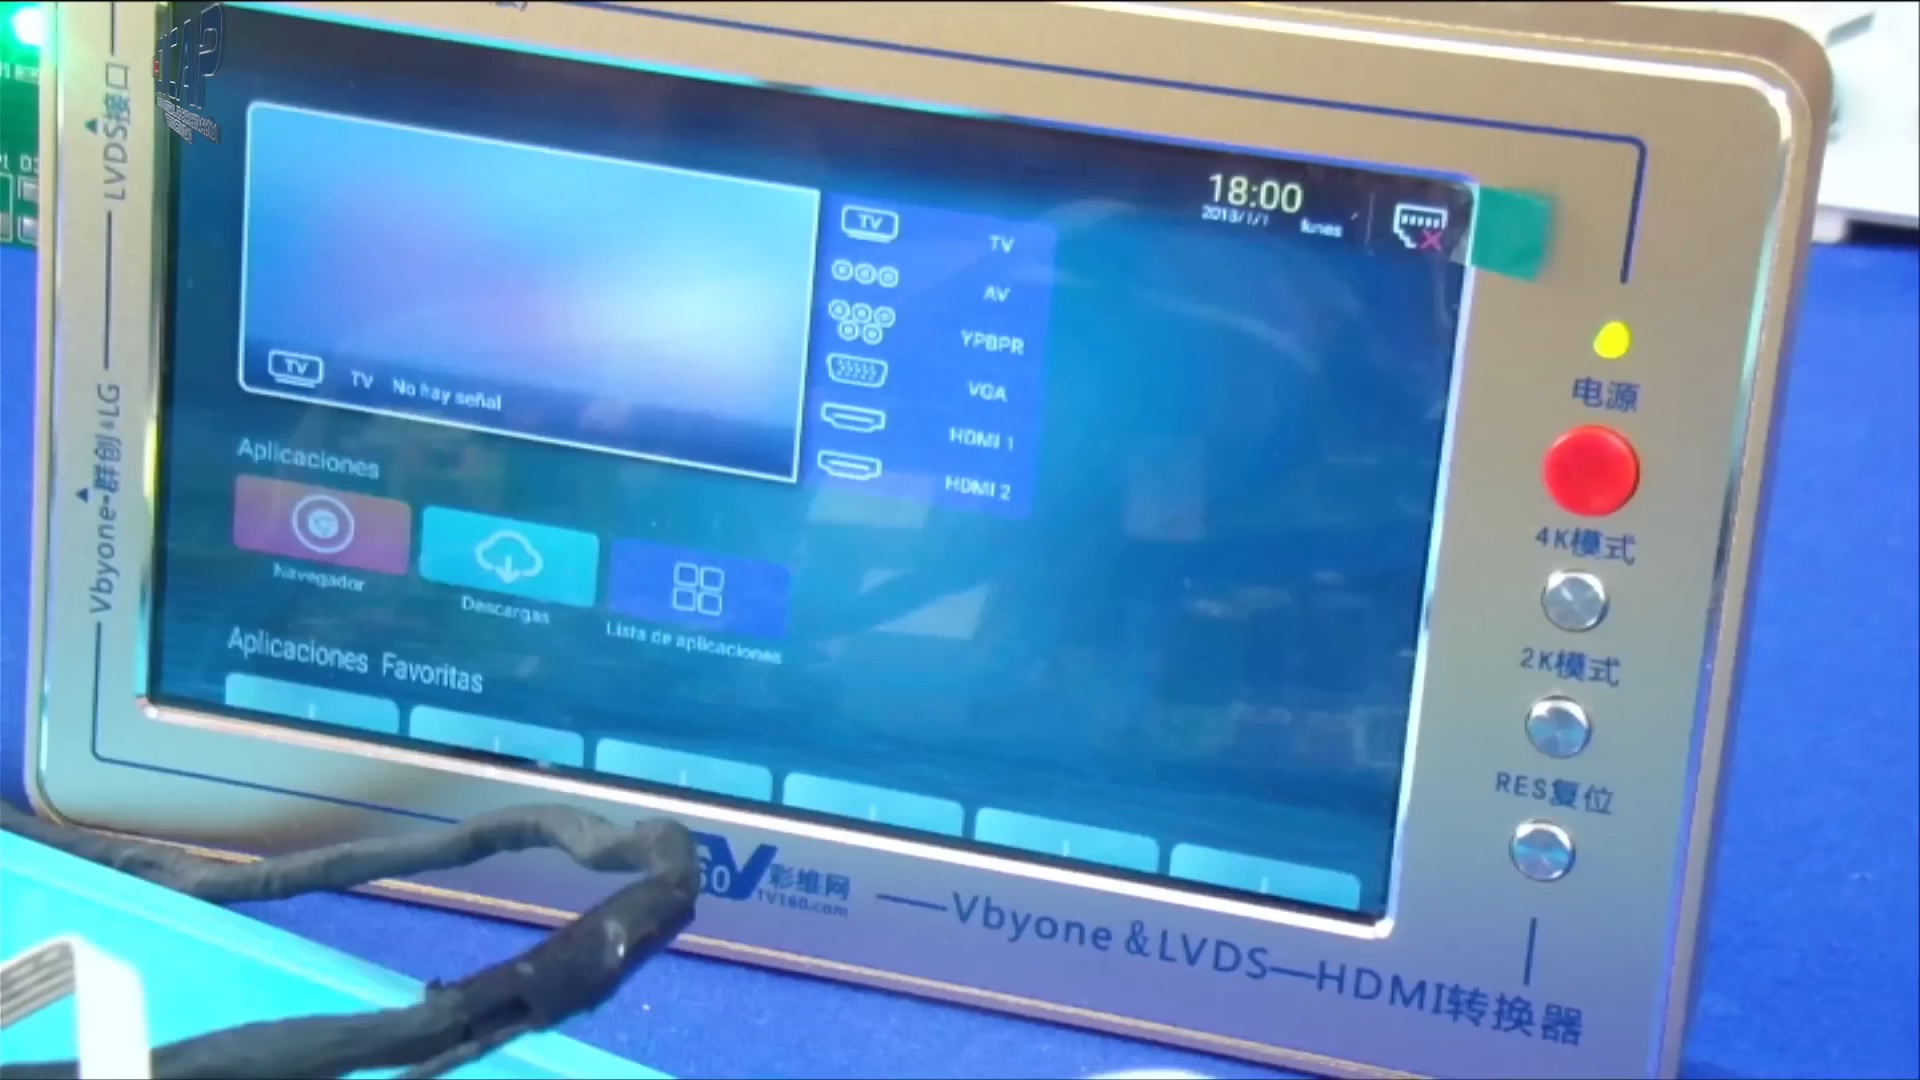 LVDS接口
Vbyone-群创&LG
18:00
2018/1/1 lunes
TV
AV
YPBPR
VGA
HDMI 1
HDMI 2
TV
TV No hay señal
TV
Aplicaciones
Navegador
Descargas
Lista de aplicaciones
Aplicaciones Favoritas
电源
4K模式
2K模式
RES复位
60
彩维网
TV160.com
Vbyone&LVDS—HDMI转换器